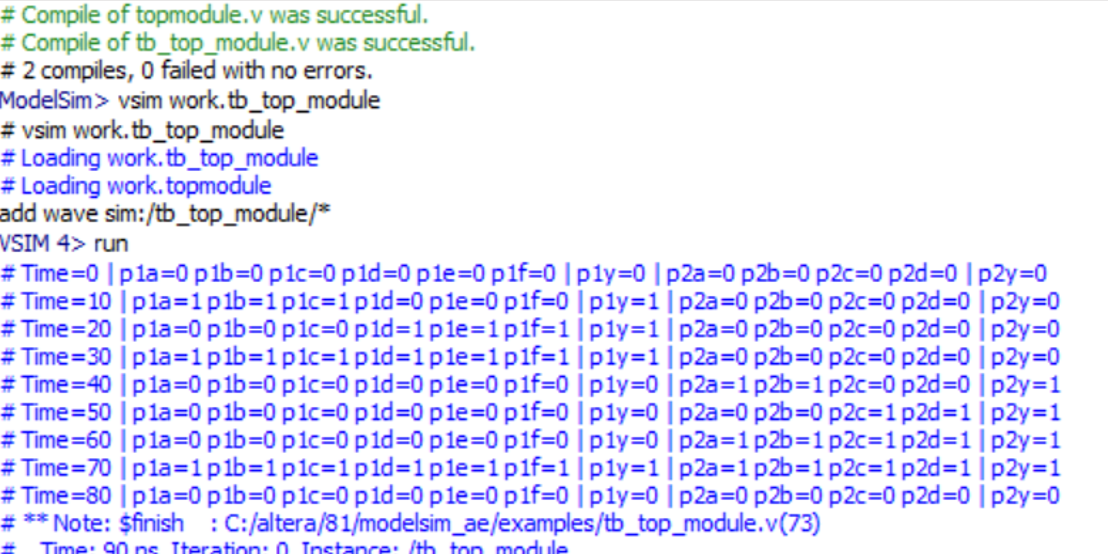 # Compile of topmodule.v was successful.
# Compile of tb_top_module.v was successful.
# 2 compiles, 0 failed with no errors.
ModelSim> vsim work.tb_top_module
# vsim work.tb_top_module
# Loading work.tb_top_module
# Loading work.topmodule
add wave sim:/tb_top_module/*
VSIM 4> run
# Time=0 | p1a=0 p1b=0 p1c=0 p1d=0 p1e=0 p1f=0 | p1y=0 | p2a=0 p2b=0 p2c=0 p2d=0 | p2y=0
# Time=10 | p1a=1 p1b=1 p1c=1 p1d=0 p1e=0 p1f=0 | p1y=1 | p2a=0 p2b=0 p2c=0 p2d=0 | p2y=0
# Time=20 | p1a=0 p1b=0 p1c=0 p1d=1 p1e=1 p1f=1 | p1y=1 | p2a=0 p2b=0 p2c=0 p2d=0 | p2y=0
# Time=30 | p1a=1 p1b=1 p1c=1 p1d=1 p1e=1 p1f=1 | p1y=1 | p2a=0 p2b=0 p2c=0 p2d=0 | p2y=0
# Time=40 | p1a=0 p1b=0 p1c=0 p1d=0 p1e=0 p1f=0 | p1y=0 | p2a=1 p2b=1 p2c=0 p2d=0 | p2y=1
# Time=50 | p1a=0 p1b=0 p1c=0 p1d=0 p1e=0 p1f=0 | p1y=0 | p2a=0 p2b=0 p2c=1 p2d=1 | p2y=1
# Time=60 | p1a=0 p1b=0 p1c=0 p1d=0 p1e=0 p1f=0 | p1y=0 | p2a=1 p2b=1 p2c=1 p2d=1 | p2y=1
# Time=70 | p1a=1 p1b=1 p1c=1 p1d=1 p1e=1 p1f=1 | p1y=1 | p2a=1 p2b=1 p2c=1 p2d=1 | p2y=1
# Time=80 | p1a=0 p1b=0 p1c=0 p1d=0 p1e=0 p1f=0 | p1y=0 | p2a=0 p2b=0 p2c=0 p2d=0 | p2y=0
# ** Note: $finish    : C:/altera/81/modelsim_ae/examples/tb_top_module.v(73)
#    Time: 90 ns  Iteration: 0  Instance: /tb_top_module